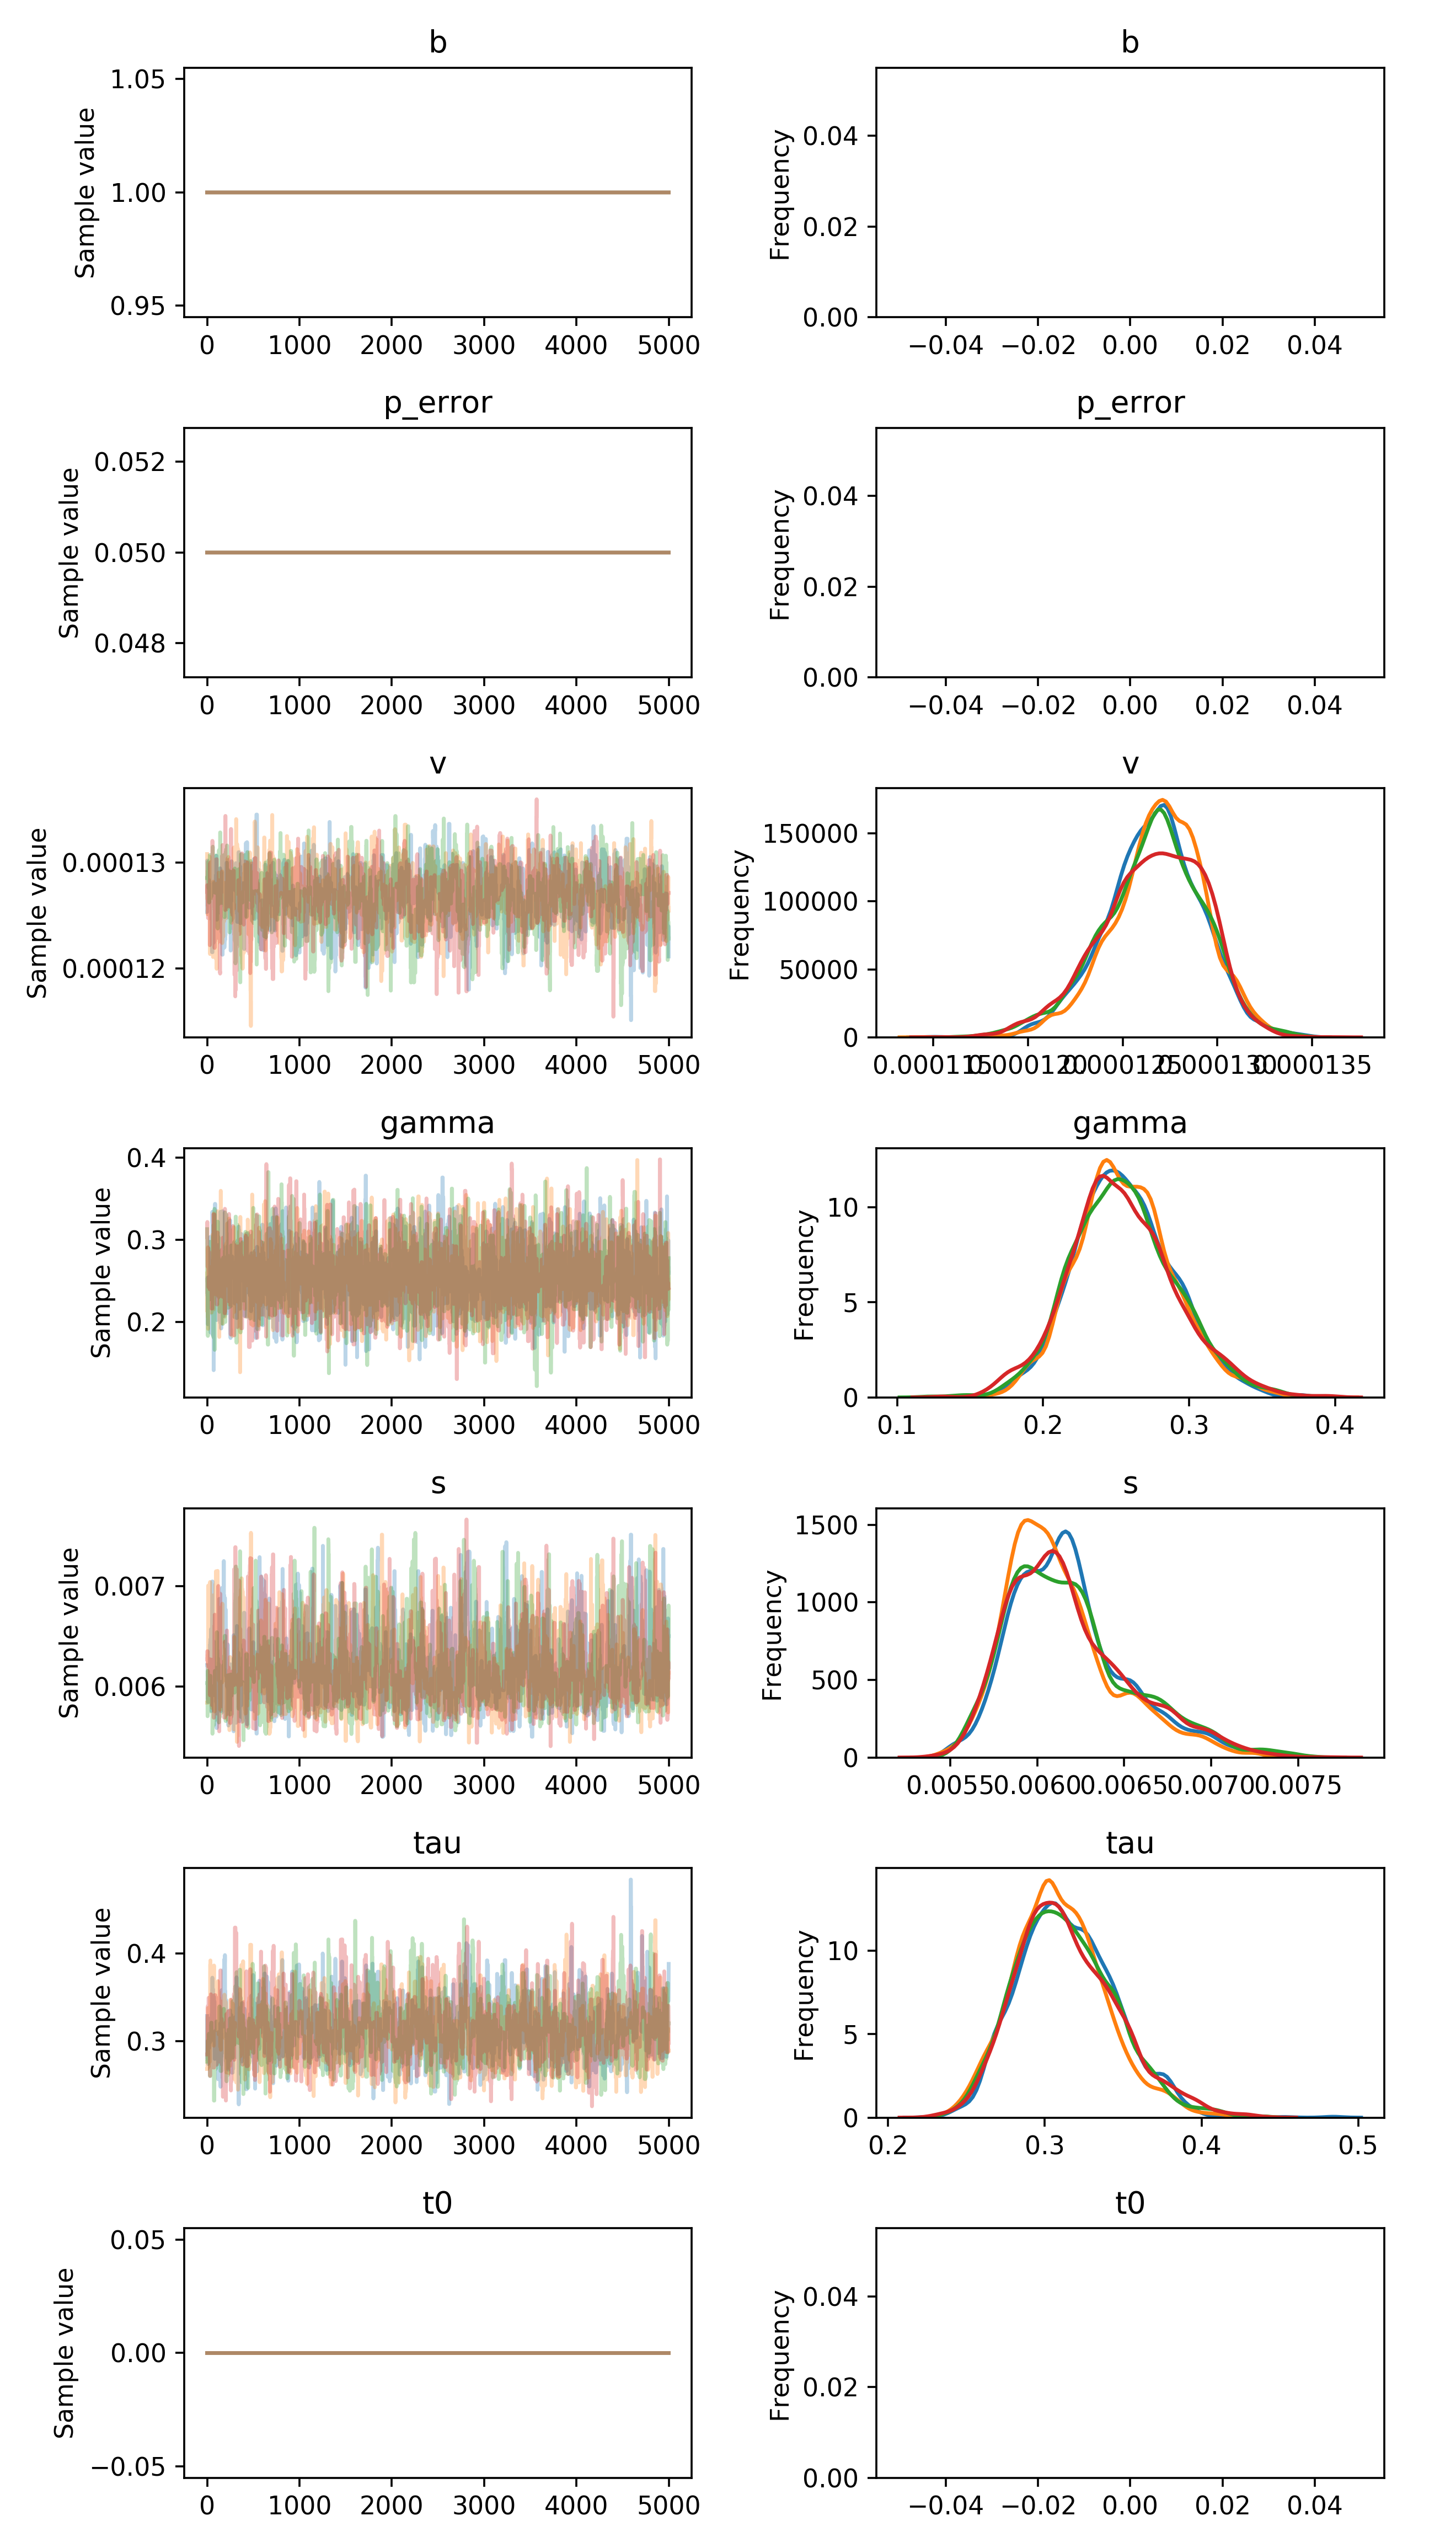 b b
1.05
1.00
0.95
Sample value
0 1000 2000 3000 4000 5000
0.04
0.02
0.00
Frequency
−0.04 −0.02 0.00 0.02 0.04
p_error p_error
0.052
0.050
0.048
Sample value
0 1000 2000 3000 4000 5000
0.04
0.02
0.00
Frequency
−0.04 −0.02 0.00 0.02 0.04
v v
0.00013
0.00012
Sample value
0 1000 2000 3000 4000 5000
150000
100000
50000
0
Frequency
0.000115 0.000120 0.000125 0.000130 0.000135
gamma gamma
0.4
0.3
0.2
Sample value
0 1000 2000 3000 4000 5000
10
5
0
Frequency
0.1 0.2 0.3 0.4
s s
0.007
0.006
Sample value
0 1000 2000 3000 4000 5000
1500
1000
500
0
Frequency
0.0055 0.0060 0.0065 0.0070 0.0075
tau tau
0.4
0.3
Sample value
0 1000 2000 3000 4000 5000
10
5
0
Frequency
0.2 0.3 0.4 0.5
t0 t0
0.05
0.00
−0.05
Sample value
0 1000 2000 3000 4000 5000
0.04
0.02
0.00
Frequency
−0.04 −0.02 0.00 0.02 0.04